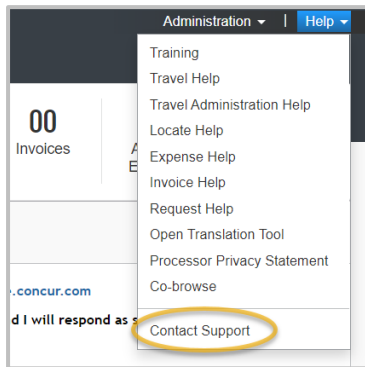 Administration | Help
Training
Travel Help
Travel Administration Help
Locate Help
Expense Help
Invoice Help
Request Help
Open Translation Tool
Processor Privacy Statement
Co-browse
Contact Support
00
Invoices
A
E
.concur.com
d I will respond as s